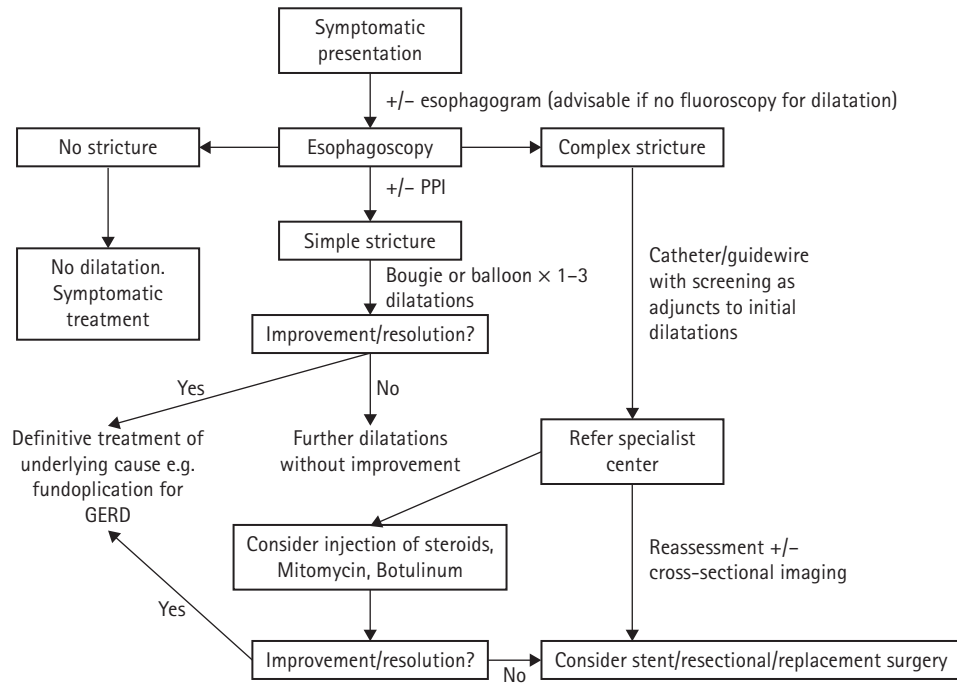 Symptomatic
presentation
+/− esophagogram (advisable if no fluoroscopy for dilatation)
No stricture
Esophagoscopy
Complex stricture
+/− PPI
Simple stricture
No dilatation.
Symptomatic
treatment
Bougie or balloon × 1–3
dilatations
Catheter/guidewire
with screening as
adjuncts to initial
dilatations
Improvement/resolution?
Yes
No
Definitive treatment of
underlying cause e.g.
fundoplication for
GERD
Further dilatations
without improvement
Refer specialist
center
Consider injection of steroids,
Mitomycin, Botulinum
Reassessment +/−
cross-sectional imaging
Yes
Improvement/resolution?
No
Consider stent/resectional/replacement surgery